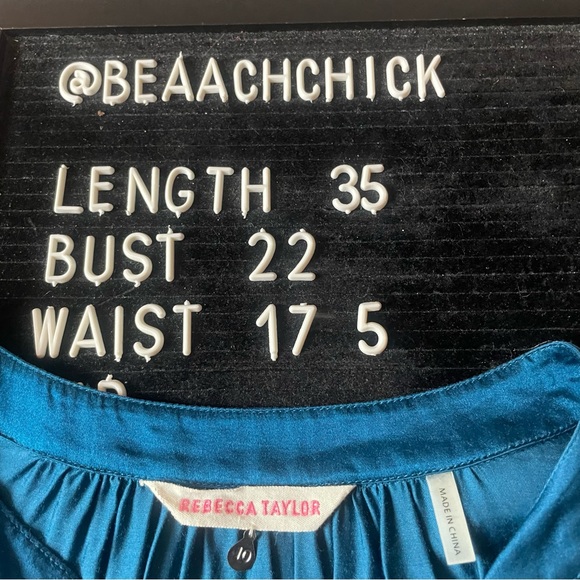 @BEAACHCHICK
LENGTH 35
BUST 22
WAIST 17 5
REBECCA TAYLOR
10
MADE IN CHINA